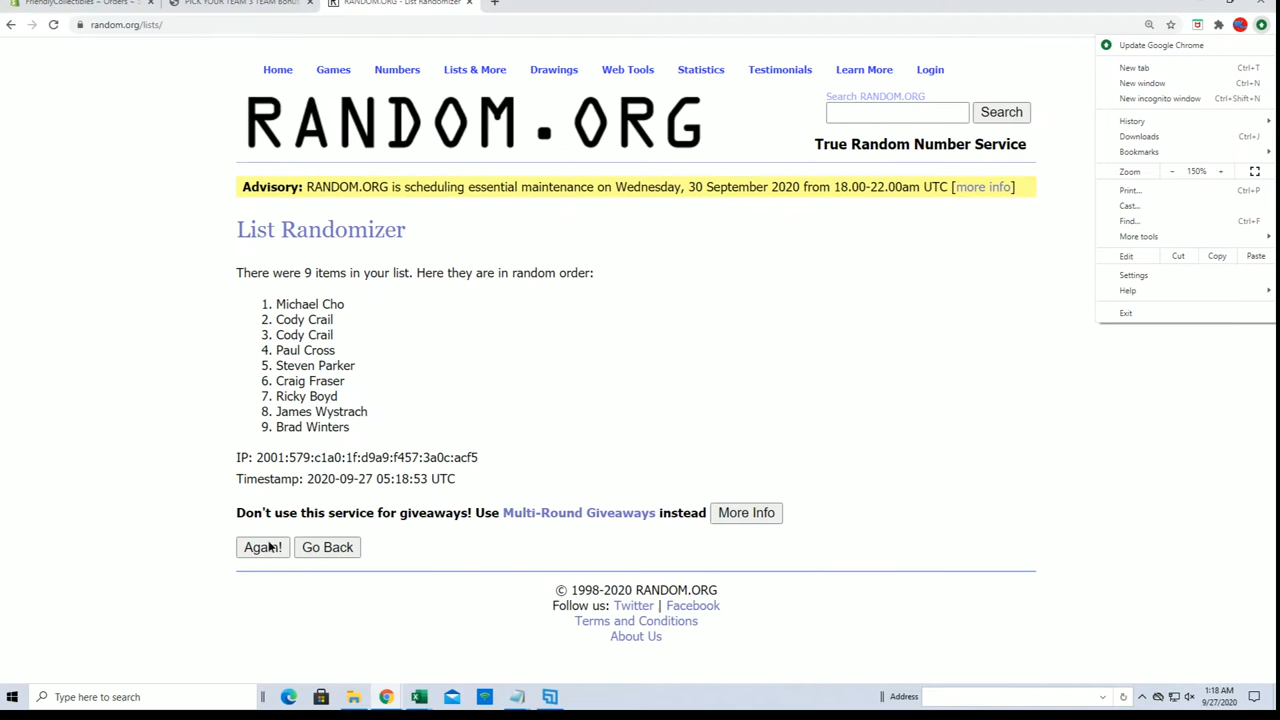 FriendlyCollectibles ~ Orders ~ S
PICK YOUR TEAM 3 TEAM Bonus
RANDOM.ORG - List Randomizer
random.org/lists/
Update Google Chrome
New tab Ctrl+T
New window Ctrl+N
New incognito window Ctrl+Shift+N
History
Downloads Ctrl+J
Bookmarks
Zoom - 150% +
Print... Ctrl+P
Cast...
Find... Ctrl+F
More tools
Edit Cut Copy Paste
Settings
Help
Exit
Home Games Numbers Lists & More Drawings Web Tools Statistics Testimonials Learn More Login
RANDOM.ORG
Search RANDOM.ORG
Search
True Random Number Service
Advisory: RANDOM.ORG is scheduling essential maintenance on Wednesday, 30 September 2020 from 18.00-22.00am UTC [more info]
List Randomizer
There were 9 items in your list. Here they are in random order:
1. Michael Cho
2. Cody Crail
3. Cody Crail
4. Paul Cross
5. Steven Parker
6. Craig Fraser
7. Ricky Boyd
8. James Wystrach
9. Brad Winters
IP: 2001:579:c1a0:1f:d9a9:f457:3a0c:acf5
Timestamp: 2020-09-27 05:18:53 UTC
Don't use this service for giveaways! Use Multi-Round Giveaways instead More Info
Again! Go Back
© 1998-2020 RANDOM.ORG
Follow us: Twitter | Facebook
Terms and Conditions
About Us
Type here to search
Address
1:18 AM
9/27/2020